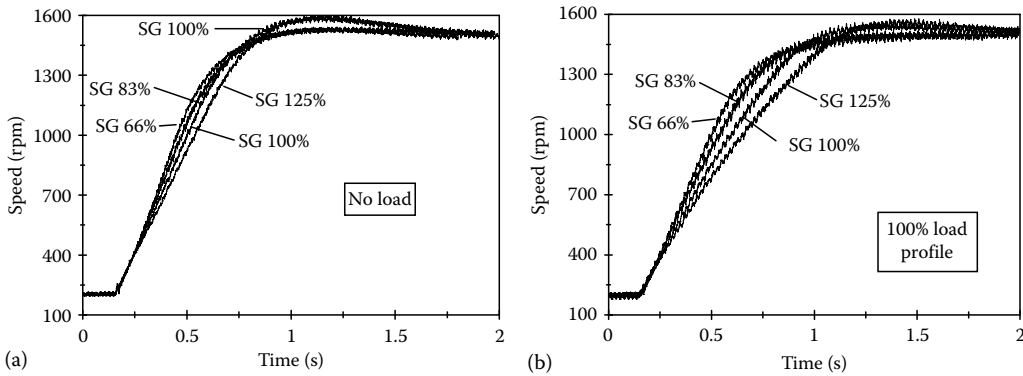 1600
1300
1000
700
400
100
Speed (rpm)
SG 100%
SG 83%
SG 66%
SG 125%
SG 100%
No load
0
0.5
1
1.5
2
Time (s)
(a)
1600
1300
1000
700
400
100
Speed (rpm)
SG 83%
SG 66%
SG 125%
SG 100%
100% load
profile
0
0.5
1
1.5
2
Time (s)
(b)